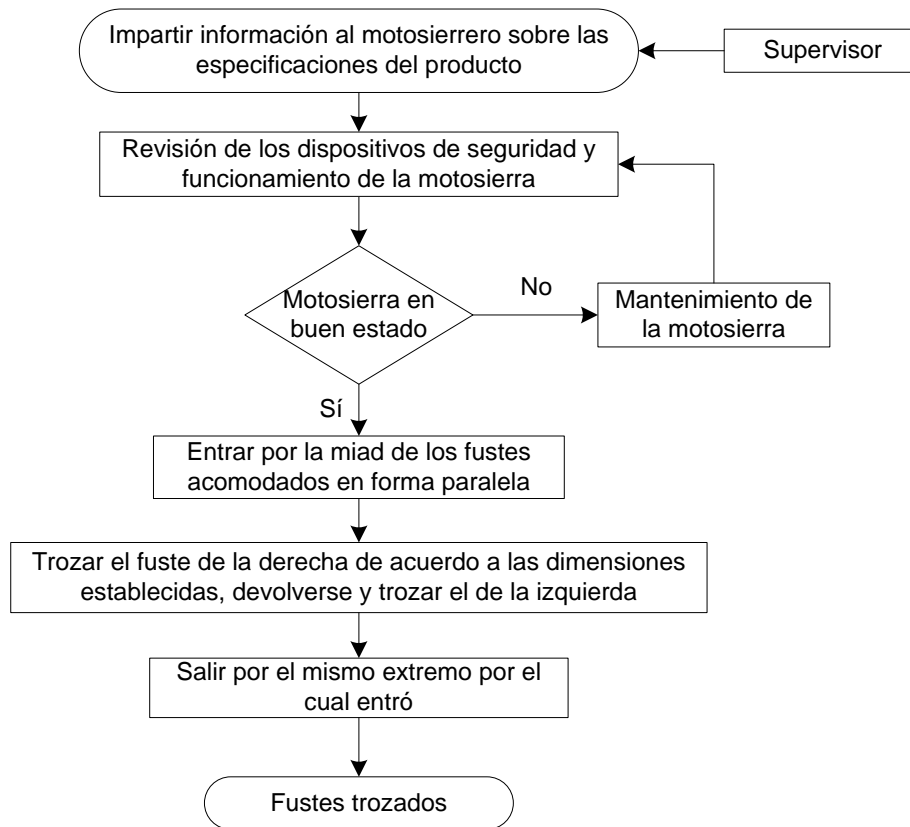 Impartir información al motosierrero sobre las
especificaciones del producto
Supervisor
Revisión de los dispositivos de seguridad y
funcionamiento de la motosierra
Motosierra en
buen estado
No
Mantenimiento de
la motosierra
Sí
Entrar por la miad de los fustes
acomodados en forma paralela
Trozar el fuste de la derecha de acuerdo a las dimensiones
establecidas, devolverse y trozar el de la izquierda
Salir por el mismo extremo por el
cual entró
Fustes trozados